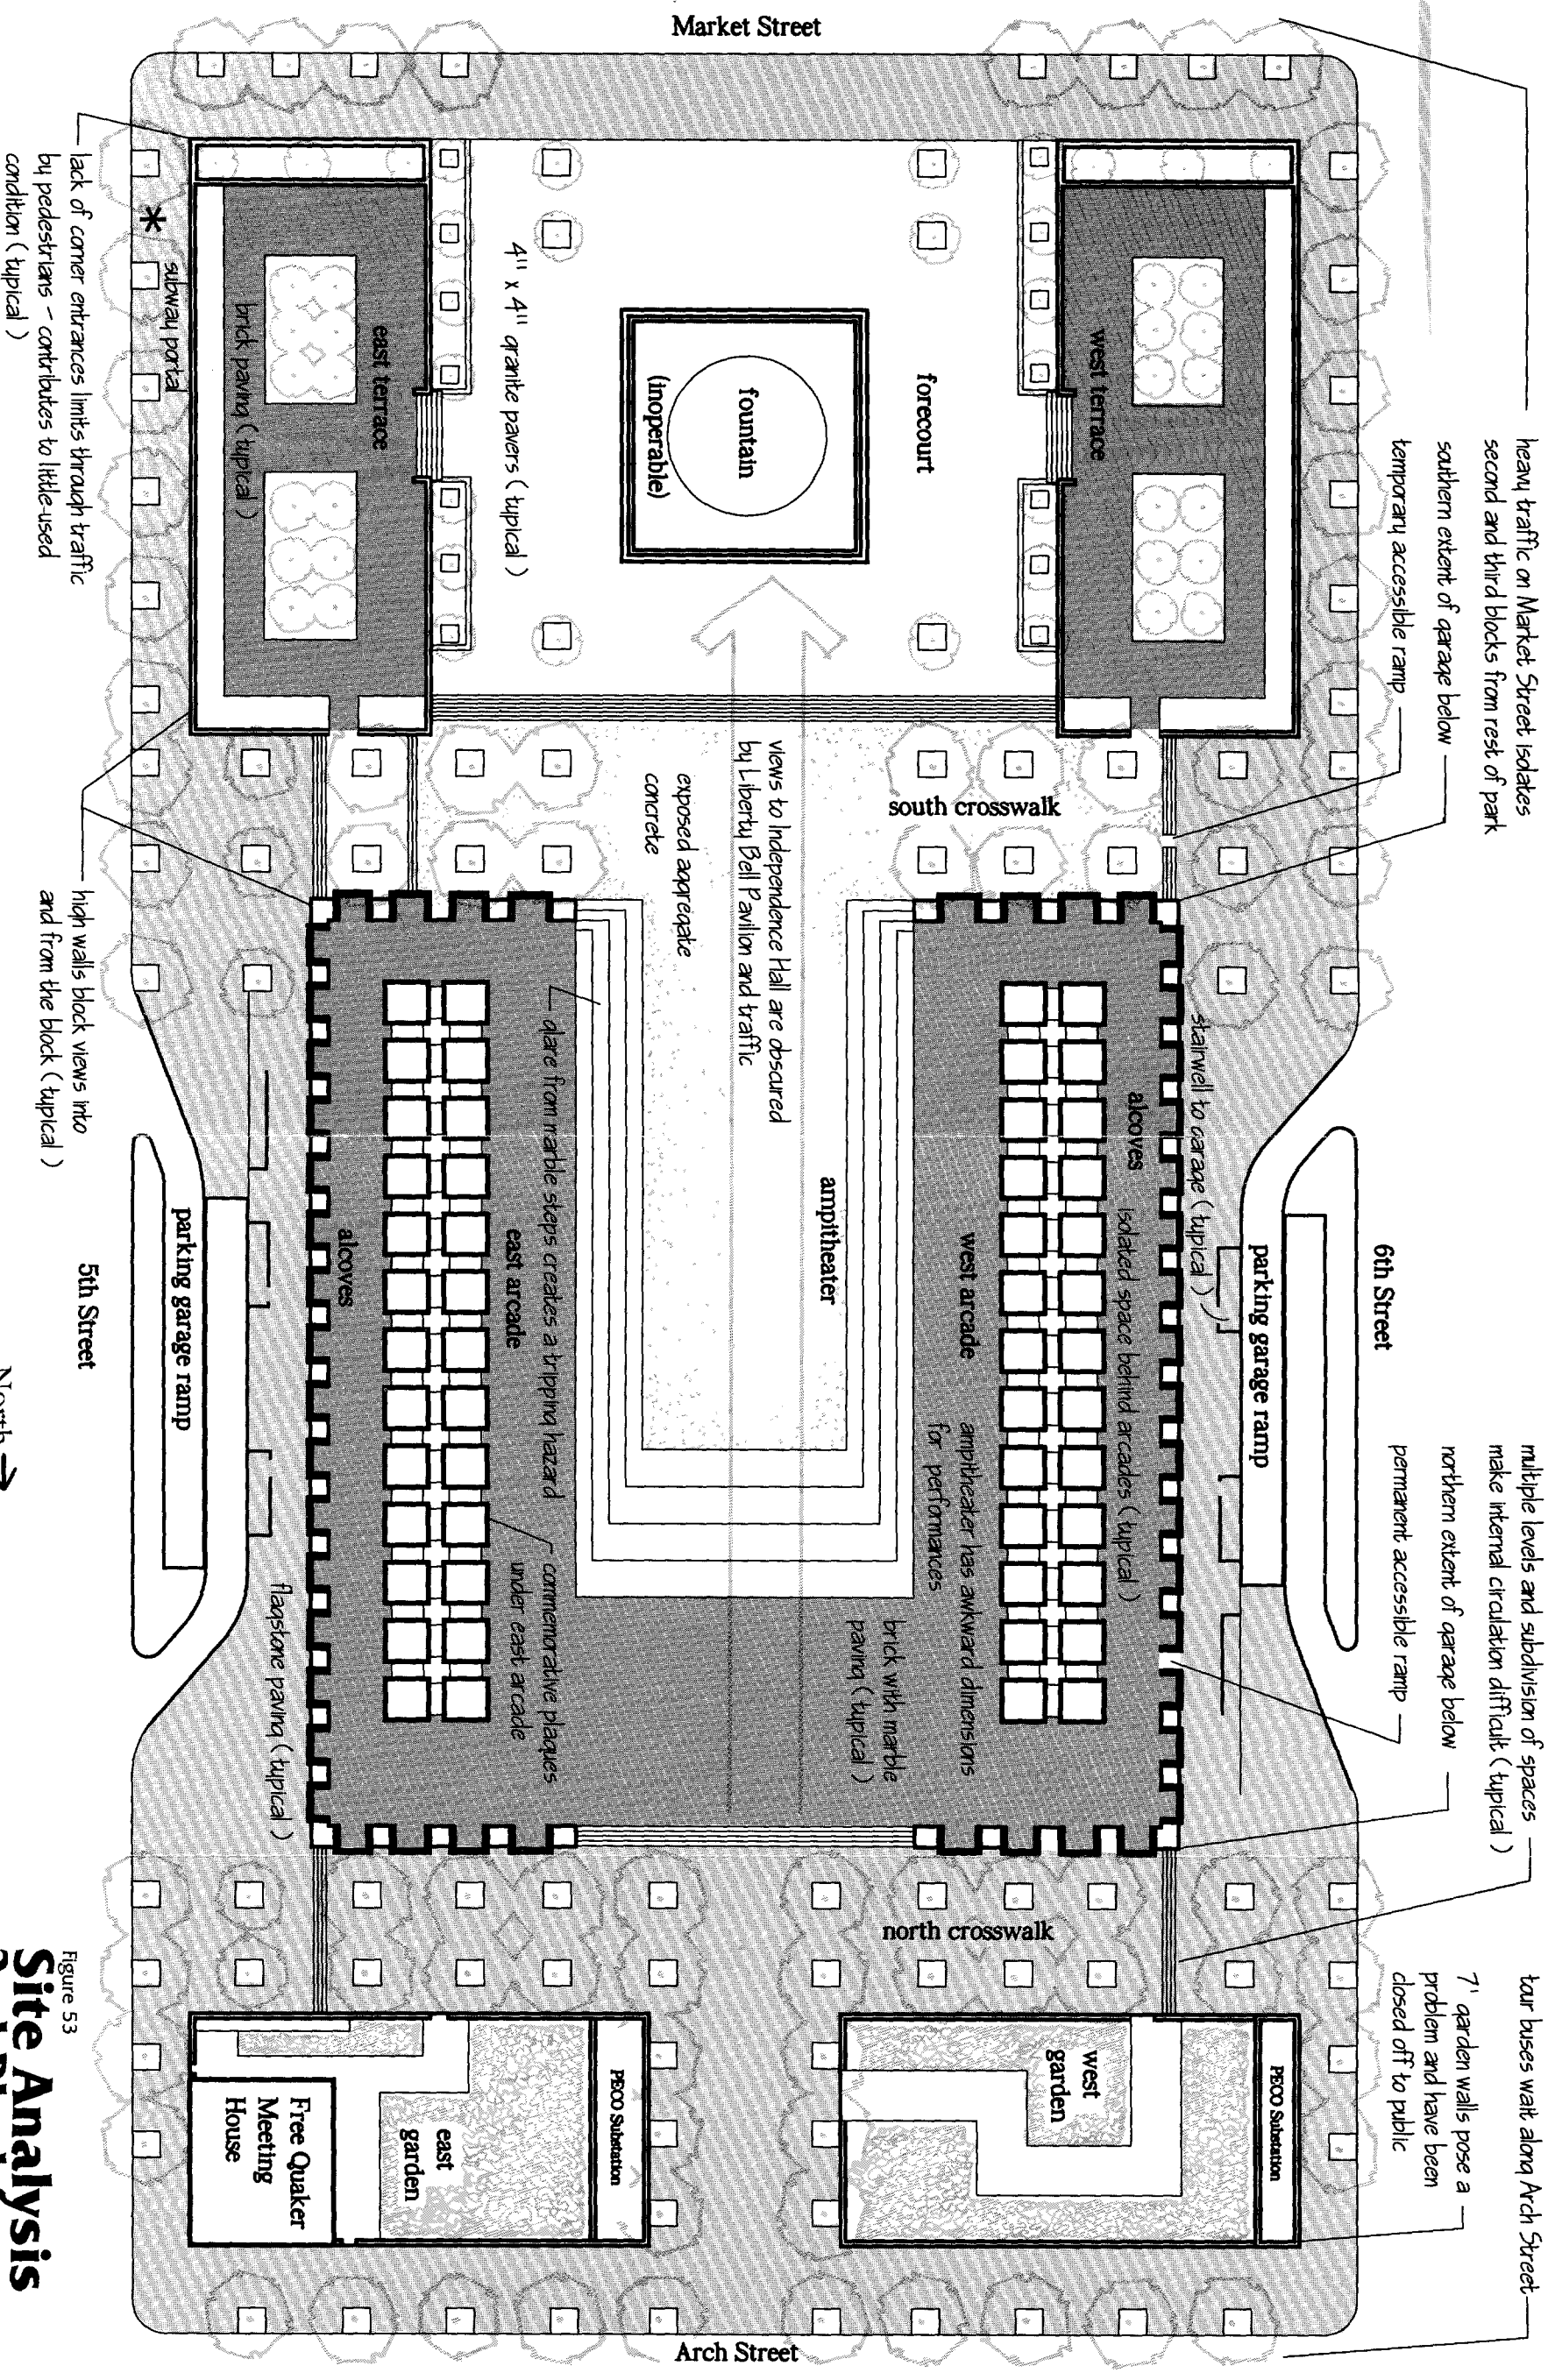 Market Street
heavy traffic on Market Street isolates
second and third blocks from rest of park
southern extent of garage below
temporary accessible ramp
6th Street
multiple levels and subdivision of spaces
make internal circulation difficult (typical)
northern extent of garage below
permanent accessible ramp
tour buses wait along Arch Street
7' garden walls pose a
problem and have been
closed off to public
west terrace
forecourt
fountain
(inoperable)
4" x 4" granite pavers (typical)
east terrace
brick paving (typical)
subway portal
*
lack of corner entrances limits through traffic
by pedestrians - contributes to little-used
condition (typical)
south crosswalk
views to Independence Hall are obscured
by Liberty Bell Pavilion and traffic
exposed aggregate
concrete
high walls block views into
and from the block (typical)
stairwell to garage (typical)
parking garage ramp
alcoves
isolated space behind arcades (typical)
west arcade
ampitheater has awkward dimensions
for performances
ampitheater
brick with marble
paving (typical)
glare from marble steps creates a tripping hazard
commemorative plaques
under east arcade
east arcade
alcoves
flagstone paving (typical)
parking garage ramp
5th Street
North
north crosswalk
PECO Substation
west
garden
PECO Substation
east
garden
Free Quaker
Meeting
House
Arch Street
Figure 53
Site Analysis